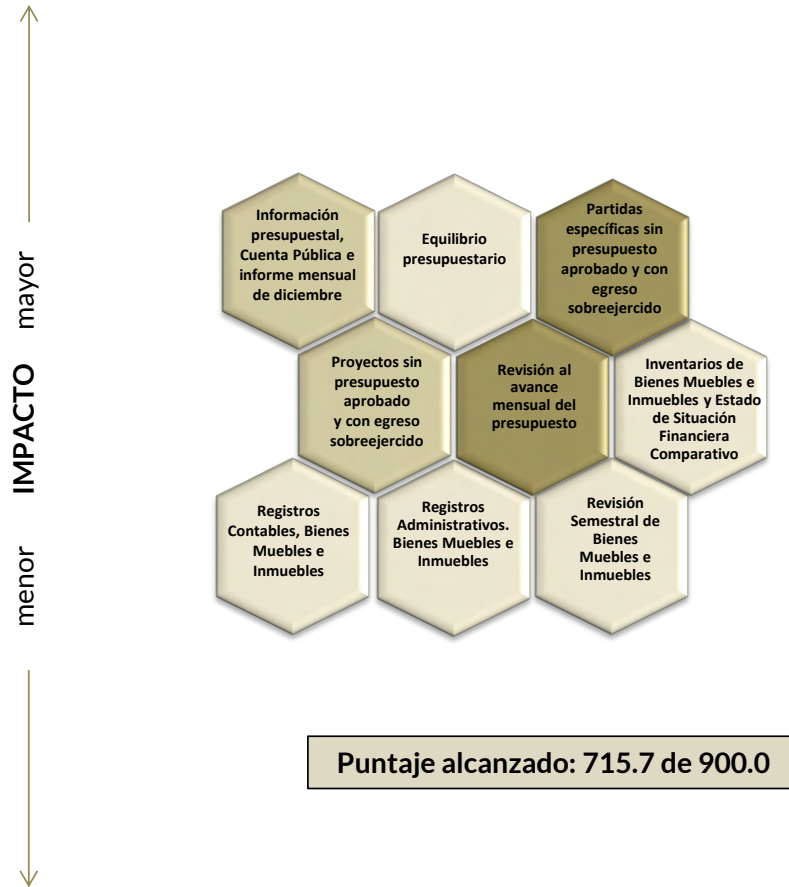 mayor
IMPACTO
menor
Información
presupuestal,
Cuenta Pública e
informe mensual
de diciembre
Equilibrio
presupuestario
Partidas
específicas sin
presupuesto
aprobado y con
egreso
sobreejercido
Proyectos sin
presupuesto
aprobado
y con egreso
sobreejercido
Revisión al
avance
mensual del
presupuesto
Inventarios de
Bienes Muebles e
Inmuebles y Estado
de Situación
Financiera
Comparativo
Registros
Contables, Bienes
Muebles e
Inmuebles
Registros
Administrativos.
Bienes Muebles e
Inmuebles
Revisión
Semestral de
Bienes
Muebles e
Inmuebles
Puntaje alcanzado: 715.7 de 900.0